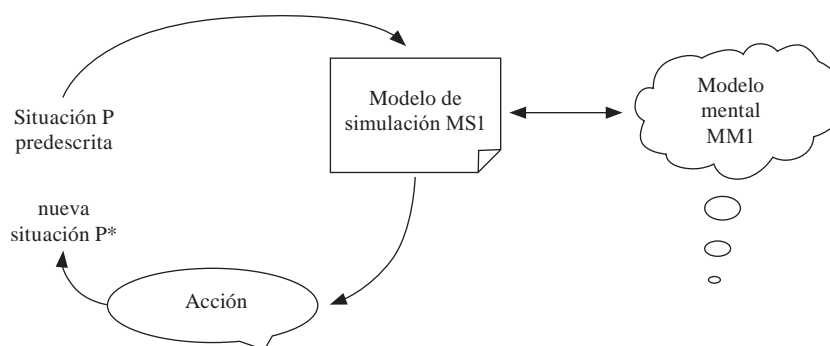 Situación P
predescrita
Modelo de
simulación MS1
Modelo
mental
MM1
nueva
situación P*
Acción